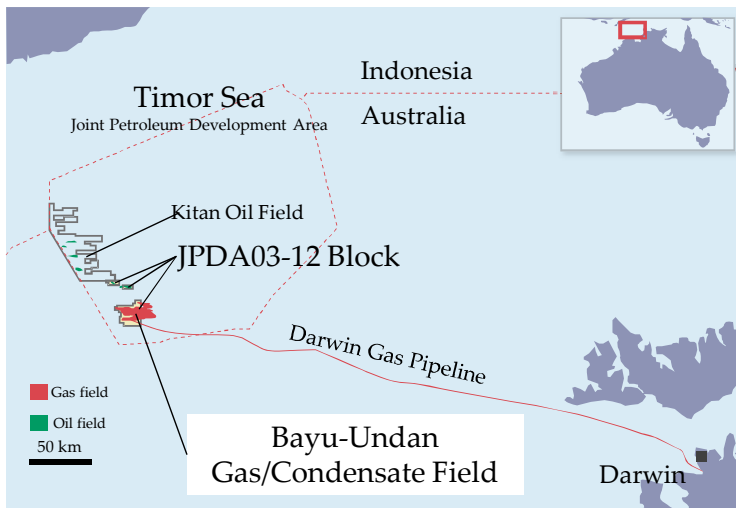 Indonesia
Timor Sea
Joint Petroleum Development Area
Australia
Kitan Oil Field
JPDA03-12 Block
Darwin Gas Pipeline
Gas field
Oil field
50 km
Bayu-Undan
Gas/Condensate Field
Darwin